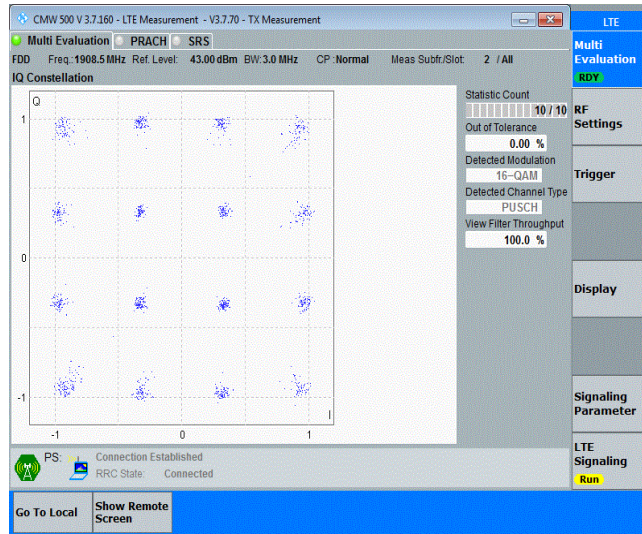 CMW 500 V 3.7.160 - LTE Measurement - V3.7.70 - TX Measurement
LTE
Multi Evaluation PRACH SRS
FDD Freq.: 1908.5 MHz Ref. Level: 43.00 dBm BW: 3.0 MHz CP : Normal Meas Subfr./Slot: 2 / All
IQ Constellation
Q
1
0
-1
I
-1 0 1
Statistic Count
10 / 10
Out of Tolerance
0.00 %
Detected Modulation
16-QAM
Detected Channel Type
PUSCH
View Filter Throughput
100.0 %
Multi
Evaluation
RDY
RF
Settings
Trigger
Display
Signaling
Parameter
LTE
Signaling
Run
PS: Connection Established
RRC State: Connected
Go To Local
Show Remote
Screen